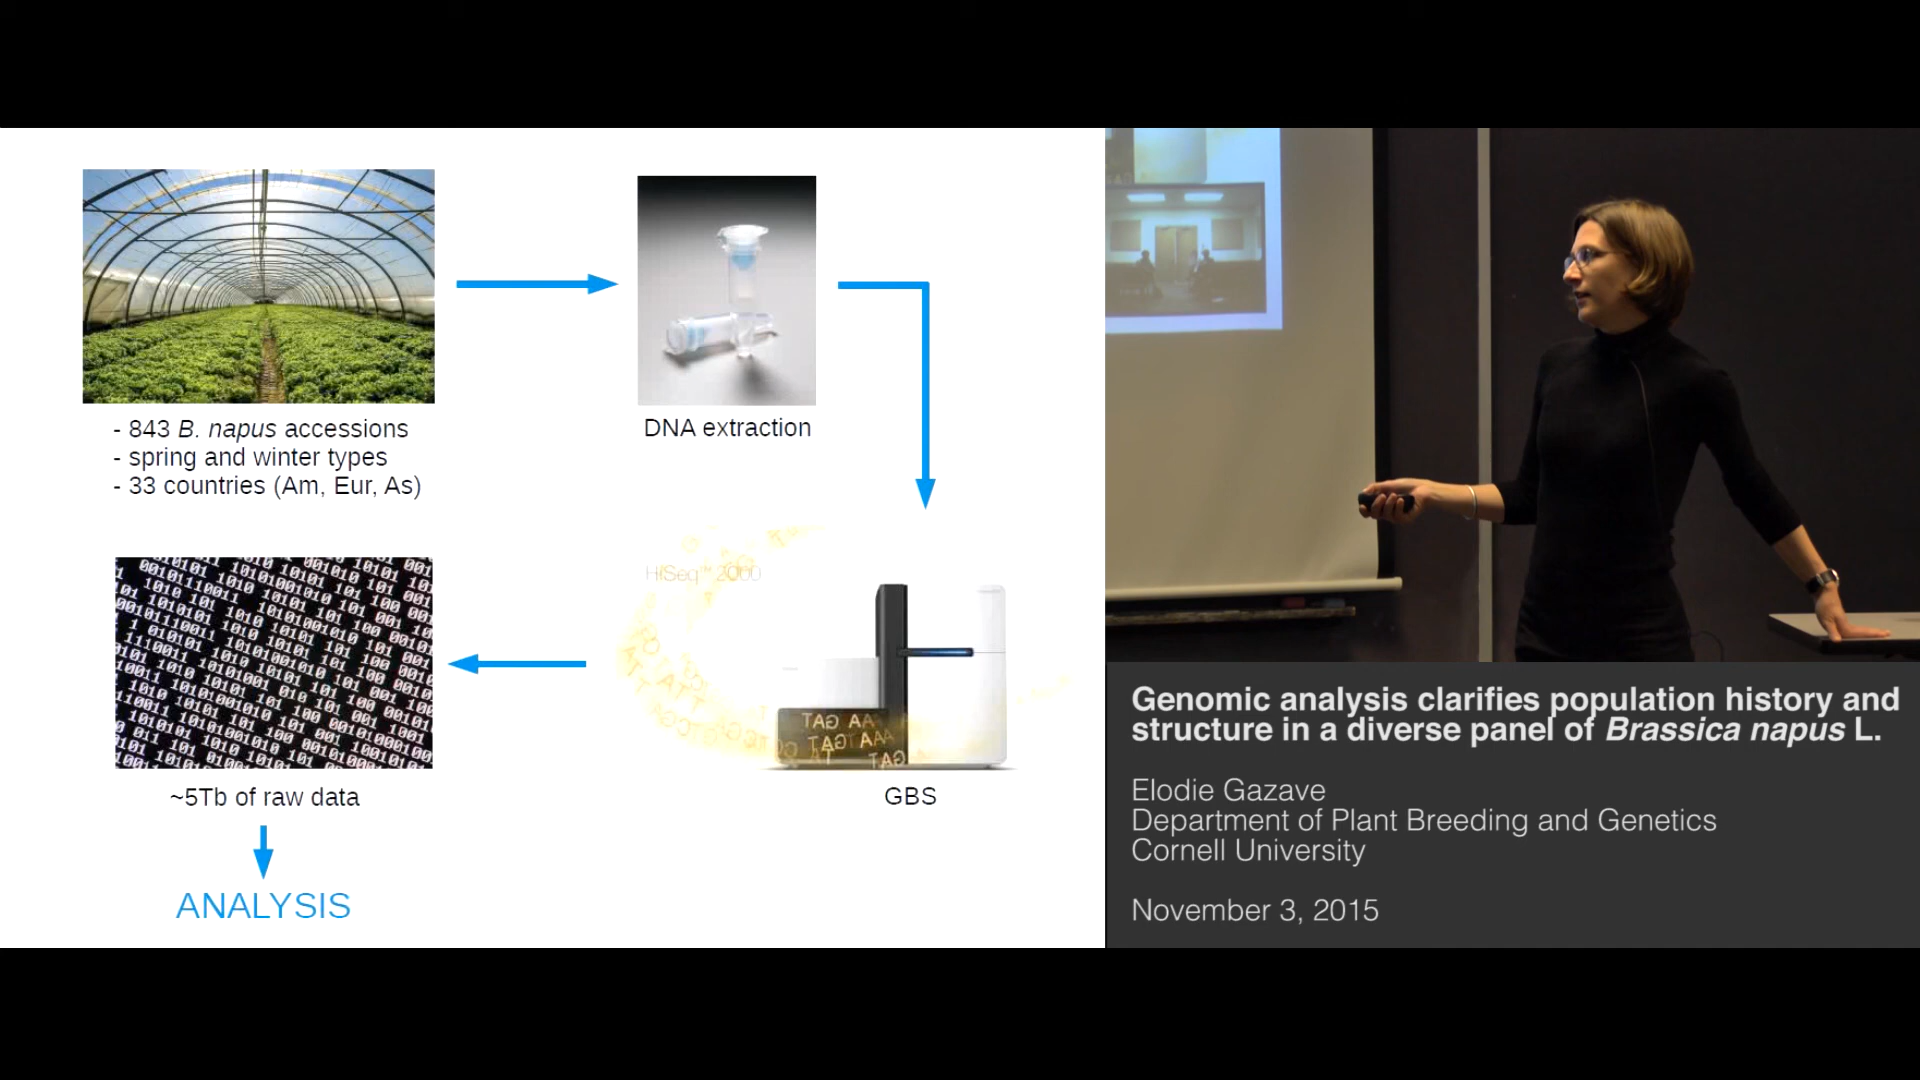 - 843 B. napus accessions
- spring and winter types
- 33 countries (Am, Eur, As)
DNA extraction
HiSeq™ 2000
GBS
~5Tb of raw data
ANALYSIS
Genomic analysis clarifies population history and
structure in a diverse panel of Brassica napus L.
Elodie Gazave
Department of Plant Breeding and Genetics
Cornell University
November 3, 2015